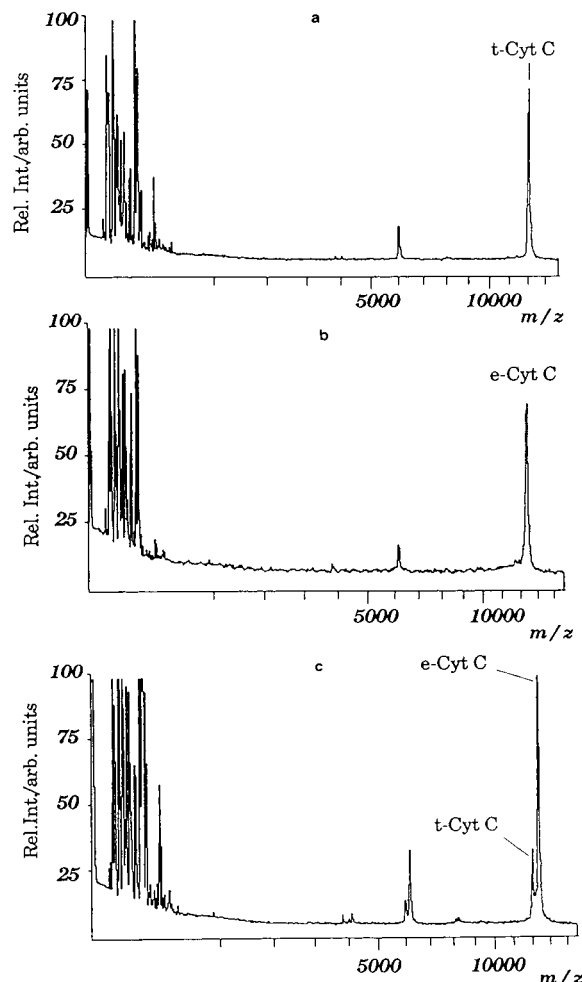 a
100
75
50
25
Rel. Int./arb. units
t-Cyt C
5000
10000
m/z
b
100
75
50
25
Rel. Int./arb. units
e-Cyt C
5000
10000
m/z
c
100
75
50
25
Rel.Int/arb. units
e-Cyt C
t-Cyt C
5000
10000
m/z